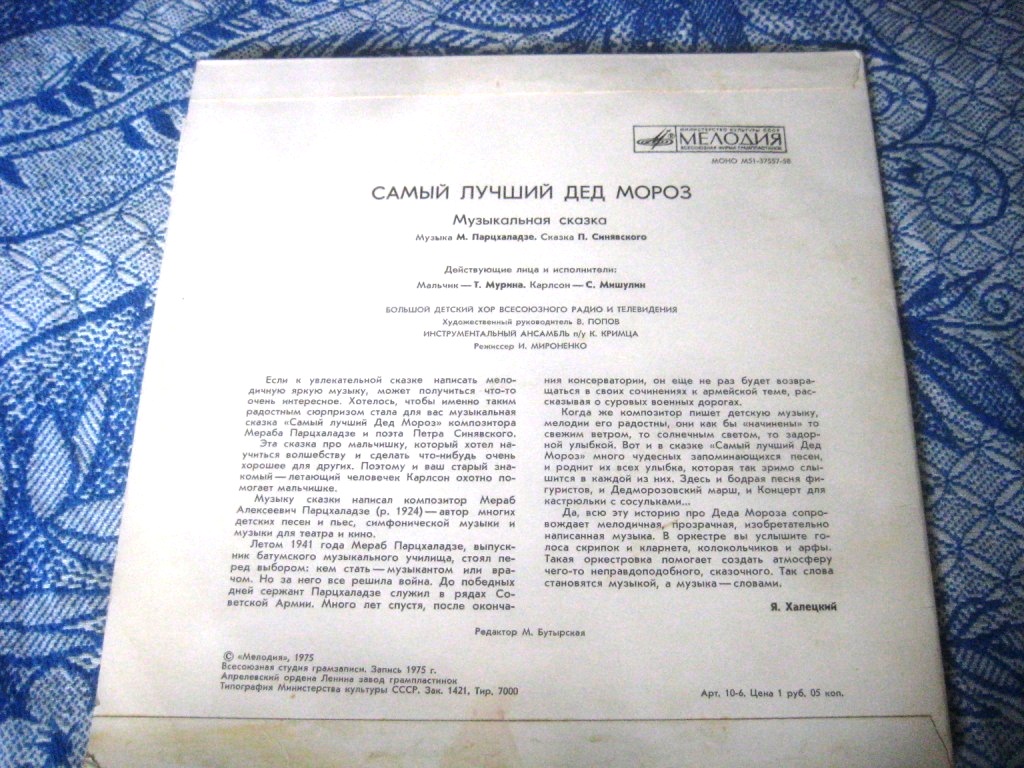 МИНИСТЕРСТВО КУЛЬТУРЫ СССР
МЕЛОДИЯ
ВСЕСОЮЗНАЯ ФИРМА ГРАМПЛАСТИНОК
МОНО М51-37557-58
САМЫЙ ЛУЧШИЙ ДЕД МОРОЗ
Музыкальная сказка
Музыка М. Парцхаладзе. Сказка П. Синявского
Действующие лица и исполнители:
Мальчик — Т. Мурина. Карлсон — С. Мишулин
БОЛЬШОЙ ДЕТСКИЙ ХОР ВСЕСОЮЗНОГО РАДИО И ТЕЛЕВИДЕНИЯ
Художественный руководитель В. ПОПОВ
ИНСТРУМЕНТАЛЬНЫЙ АНСАМБЛЬ п/у К. КРИМЦА
Режиссер И. МИРОНЕНКО
Если к увлекательной сказке написать мело-
дичную яркую музыку, может получиться что-то
очень интересное. Хотелось, чтобы именно таким
радостным сюрпризом стала для вас музыкальная
сказка «Самый лучший Дед Мороз» композитора
Мераба Парцхаладзе и поэта Петра Синявского.
Эта сказка про мальчишку, который хотел на-
учиться волшебству и сделать что-нибудь очень
хорошее для других. Поэтому и ваш старый зна-
комый — летающий человечек Карлсон охотно по-
могает мальчишке.
Музыку сказки написал композитор Мераб
Алексеевич Парцхаладзе (р. 1924) — автор многих
детских песен и пьес, симфонической музыки и
музыки для театра и кино.
Летом 1941 года Мераб Парцхаладзе, выпуск-
ник батумского музыкального училища, стоял пе-
ред выбором: кем стать — музыкантом или вра-
чом. Но за него все решила война. До победных
дней сержант Парцхаладзе служил в рядах Со-
ветской Армии. Много лет спустя, после оконча-
ния консерватории, он еще не раз будет возвра-
щаться в своих сочинениях к армейской теме, рас-
сказывая о суровых военных дорогах.
Когда же композитор пишет детскую музыку,
мелодии его радостны, они как бы «начинены» то
свежим ветром, то солнечным светом, то задор-
ной улыбкой. Вот и в сказке «Самый лучший Дед
Мороз» много чудесных запоминающихся песен,
и роднит их всех улыбка, которая так зримо слы-
шится в каждой из них. Здесь и бодрая песня фи-
гуристов, и Дедморозовский марш, и Концерт для
кастрюльки с сосульками...
Да, всю эту историю про Деда Мороза сопро-
вождает мелодичная, прозрачная, изобретательно
написанная музыка. В оркестре вы услышите го-
лоса скрипок и кларнета, колокольчиков и арфы.
Такая оркестровка помогает создать атмосферу
чего-то неправдоподобного, сказочного. Так слова
становятся музыкой, а музыка — словами.
Я. Халецкий
Редактор М. Бутырская
© «Мелодия», 1975
Всесоюзная студия грамзаписи. Запись 1975 г.
Апрелевский ордена Ленина завод грампластинок
Типография Министерства культуры СССР. Зак. 1421. Тир. 7000
Арт. 10-6. Цена 1 руб. 05 коп.